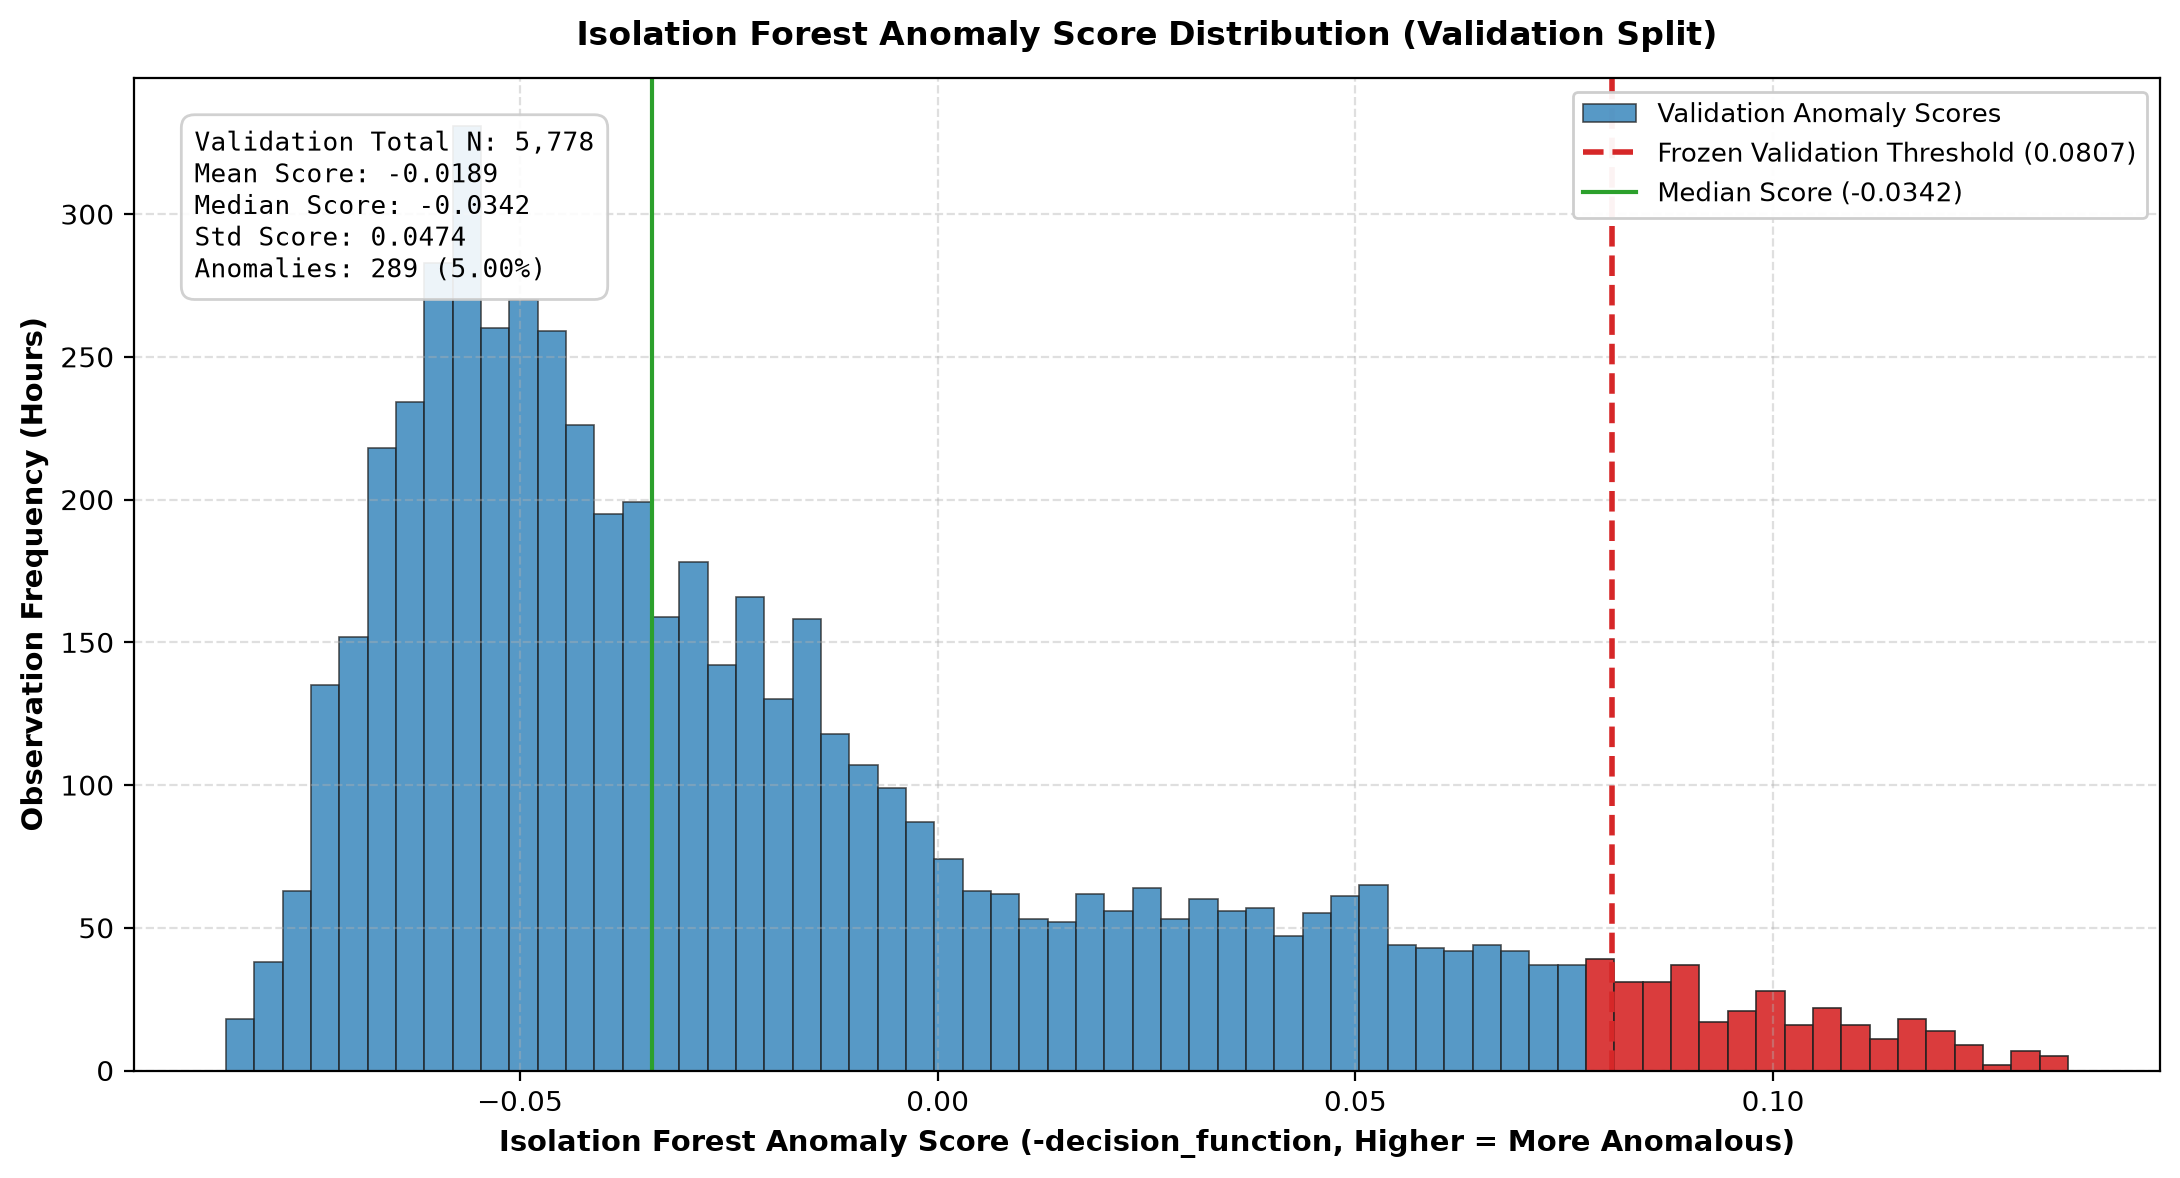 Isolation Forest Anomaly Score Distribution (Validation Split)
Validation Total N: 5,778
Mean Score: -0.0189
Median Score: -0.0342
Std Score: 0.0474
Anomalies: 289 (5.00%)
Validation Anomaly Scores
Frozen Validation Threshold (0.0807)
Median Score (-0.0342)
Observation Frequency (Hours)
300
250
200
150
100
50
0
−0.05
0.00
0.05
0.10
Isolation Forest Anomaly Score (-decision_function, Higher = More Anomalous)